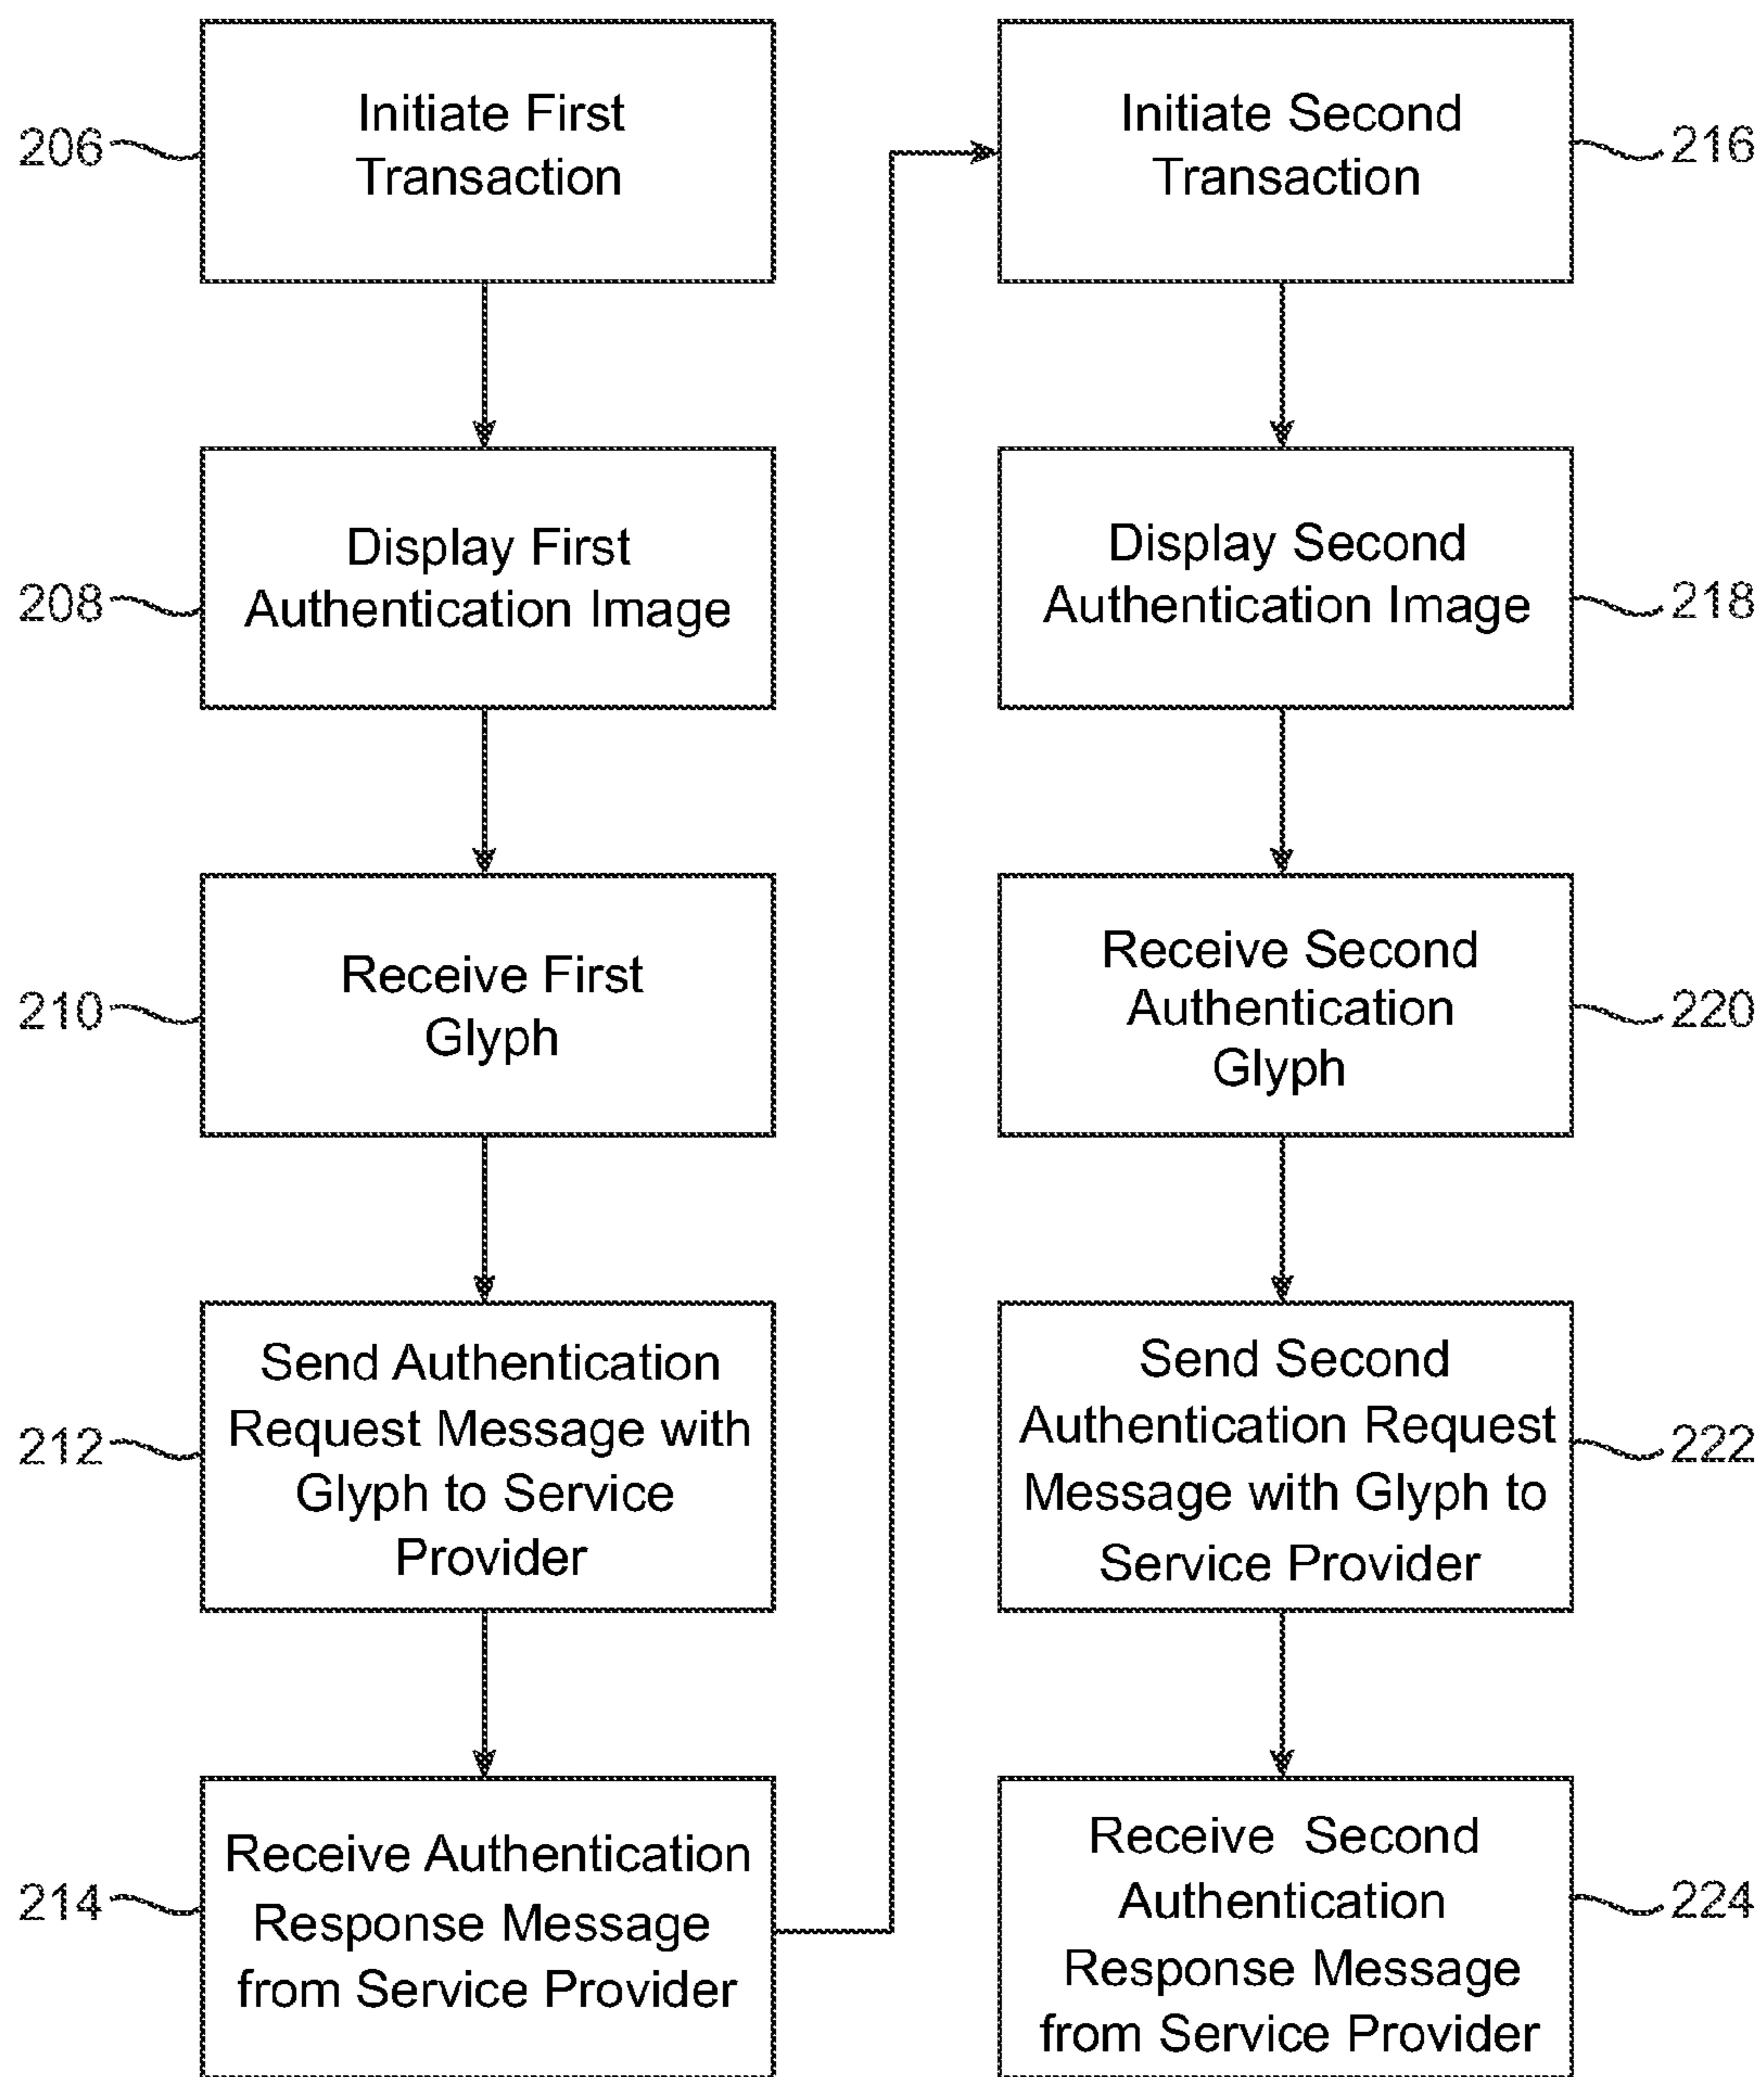 206
Initiate First
Transaction
208
Display First
Authentication Image
210
Receive First
Glyph
212
Send Authentication
Request Message with
Glyph to Service
Provider
214
Receive Authentication
Response Message
from Service Provider
Initiate Second
Transaction
216
Display Second
Authentication Image
218
Receive Second
Authentication
Glyph
220
Send Second
Authentication Request
Message with Glyph to
Service Provider
222
Receive Second
Authentication
Response Message
from Service Provider
224